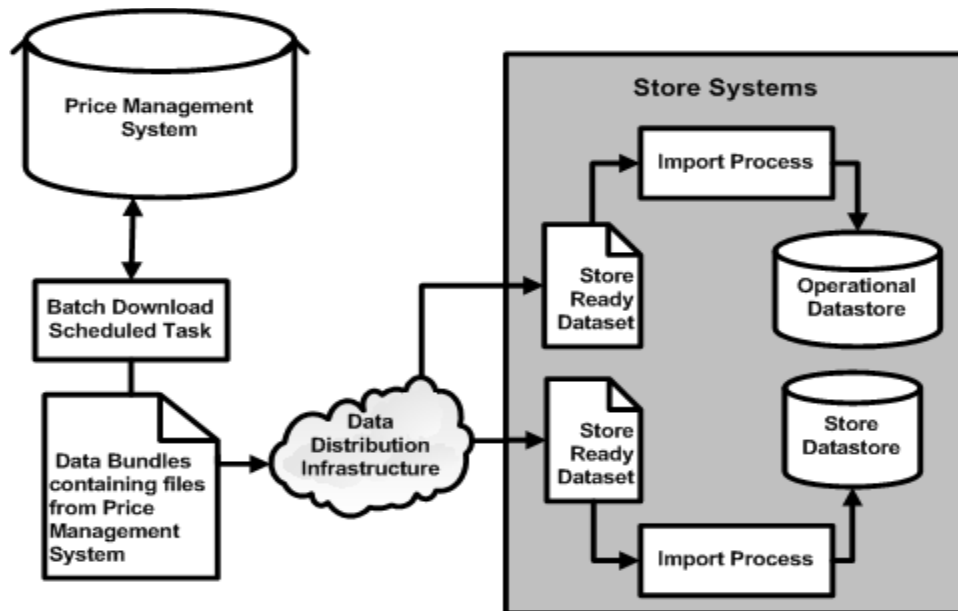 Price Management
System
Batch Download
Scheduled Task
Data Bundles
containing files
from Price
Management
System
Data
Distribution
Infrastructure
Store Systems
Import Process
Store
Ready
Dataset
Operational
Datastore
Store
Ready
Dataset
Store
Datastore
Import Process